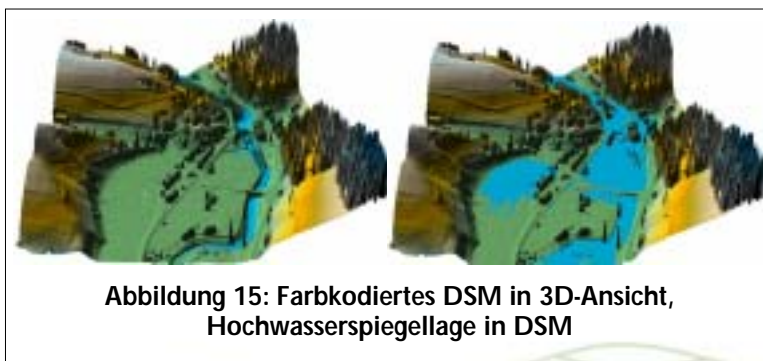 Abbildung 15: Farbkodiertes DSM in 3D-Ansicht,
Hochwasserspiegellage in DSM